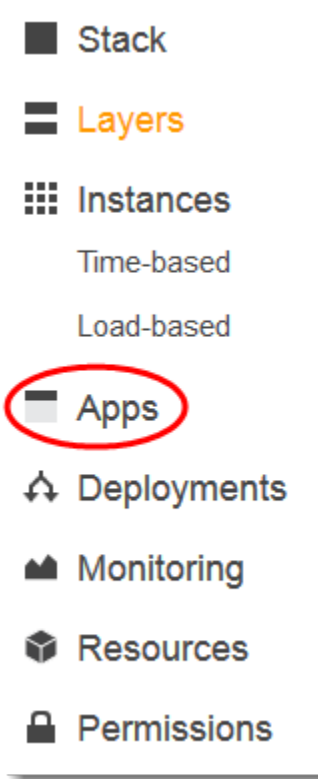 Stack
Layers
Instances
Time-based
Load-based
Apps
Deployments
Monitoring
Resources
Permissions